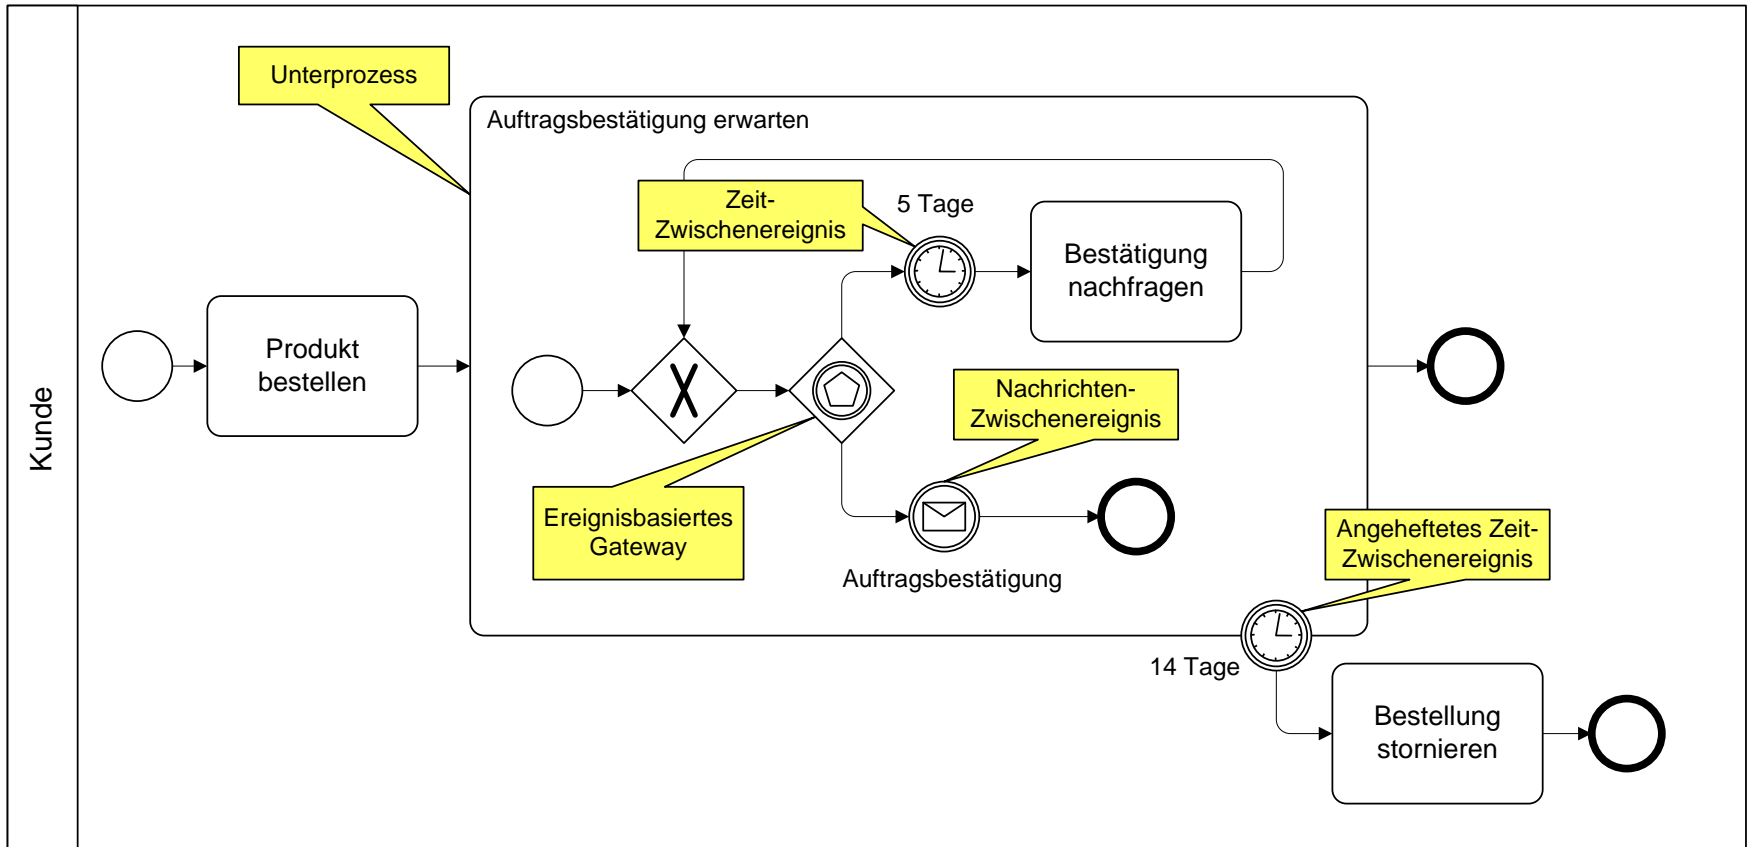 Kunde
Unterprozess
Auftragsbestätigung erwarten
Zeit-
Zwischenereignis
5 Tage
Bestätigung
nachfragen
Produkt
bestellen
Nachrichten-
Zwischenereignis
Ereignisbasiertes
Gateway
Auftragsbestätigung
Angeheftetes Zeit-
Zwischenereignis
14 Tage
Bestellung
stornieren